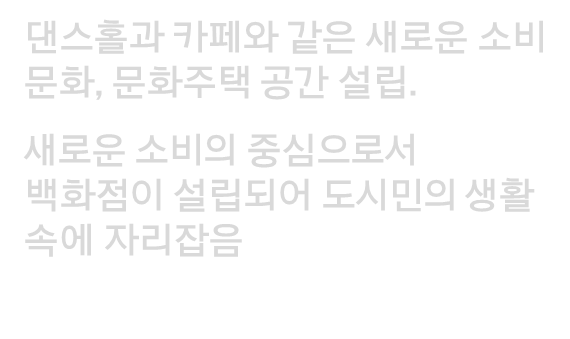 댄스홀과 카페와 같은 새로운 소비
문화, 문화주택 공간 설립.
새로운 소비의 중심으로서
백화점이 설립되어 도시민의 생활
속에 자리잡음